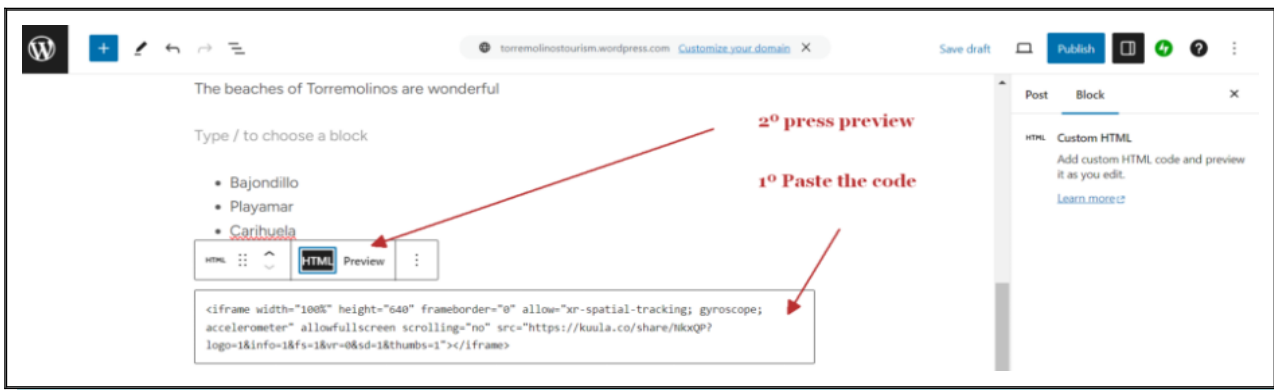 torremolinostourism.wordpress.com Customize your domain X
Save draft
Publish
The beaches of Torremolinos are wonderful
Type / to choose a block
• Bajondillo
• Playamar
• Carihuela
HTML HTML Preview
<iframe width="100%" height="640" frameborder="0" allow="xr-spatial-tracking; gyroscope;
accelerometer" allowfullscreen scrolling="no" src="https://kuula.co/share/NkxQP?
logo=1&info=1&fs=1&vr=0&sd=1&thumbs=1"></iframe>
2º press preview
1º Paste the code
Post Block
HTML Custom HTML
Add custom HTML code and preview
it as you edit.
Learn more